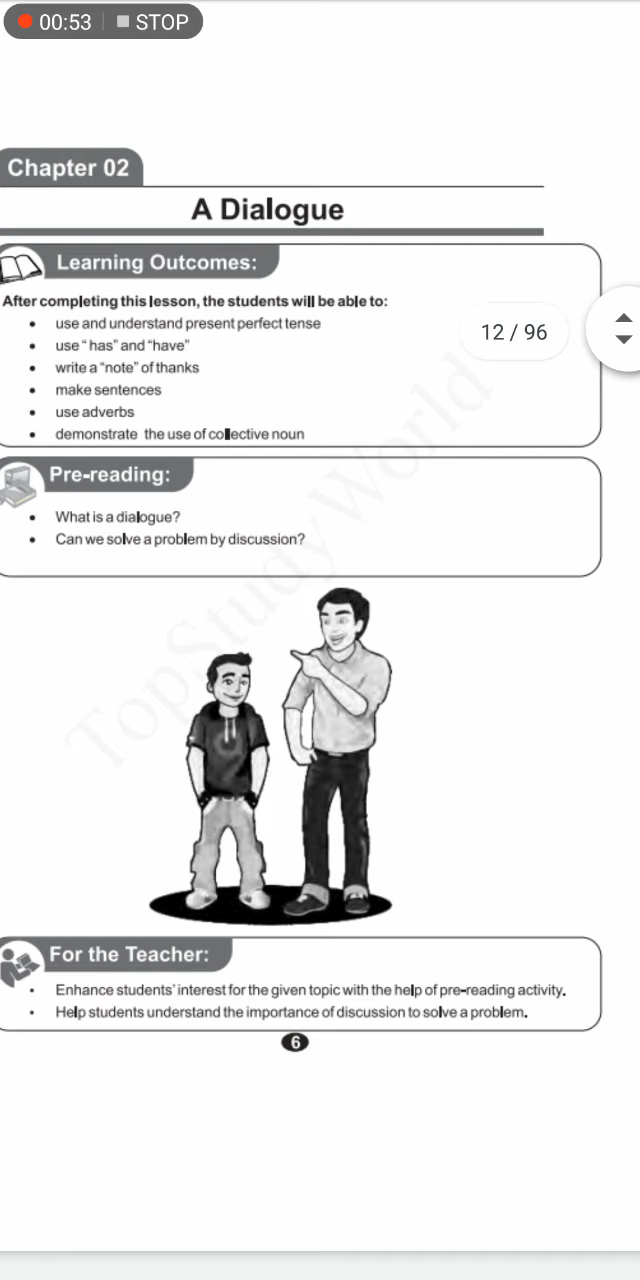 00:53 STOP
Chapter 02
A Dialogue
Learning Outcomes:
After completing this lesson, the students will be able to:
• use and understand present perfect tense
12 / 96
• use “ has” and “have”
• write a “note” of thanks
• make sentences
• use adverbs
• demonstrate the use of collective noun
Pre-reading:
• What is a dialogue?
• Can we solve a problem by discussion?
TopStudy World
For the Teacher:
• Enhance students’ interest for the given topic with the help of pre-reading activity.
• Help students understand the importance of discussion to solve a problem.
6